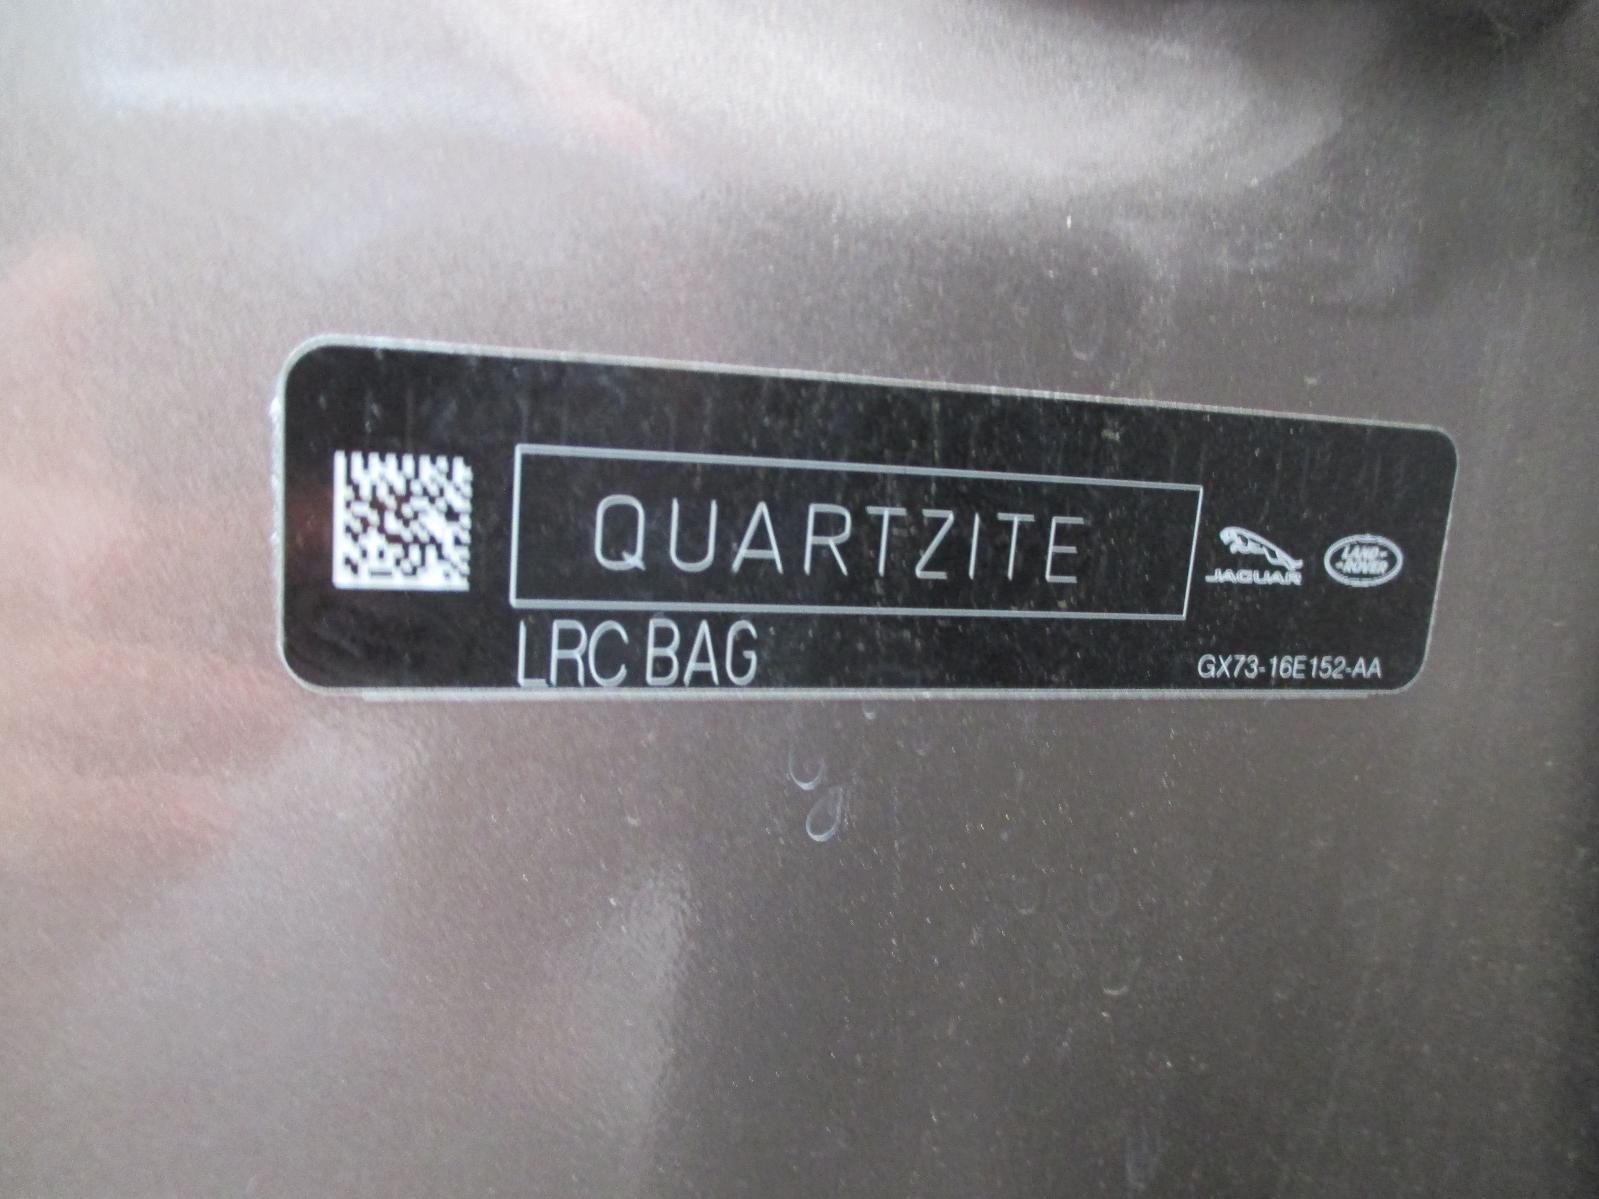 QUARTZITE
JAGUAR
LAND-
-ROVER
LRC BAG
GX73-16E152-AA